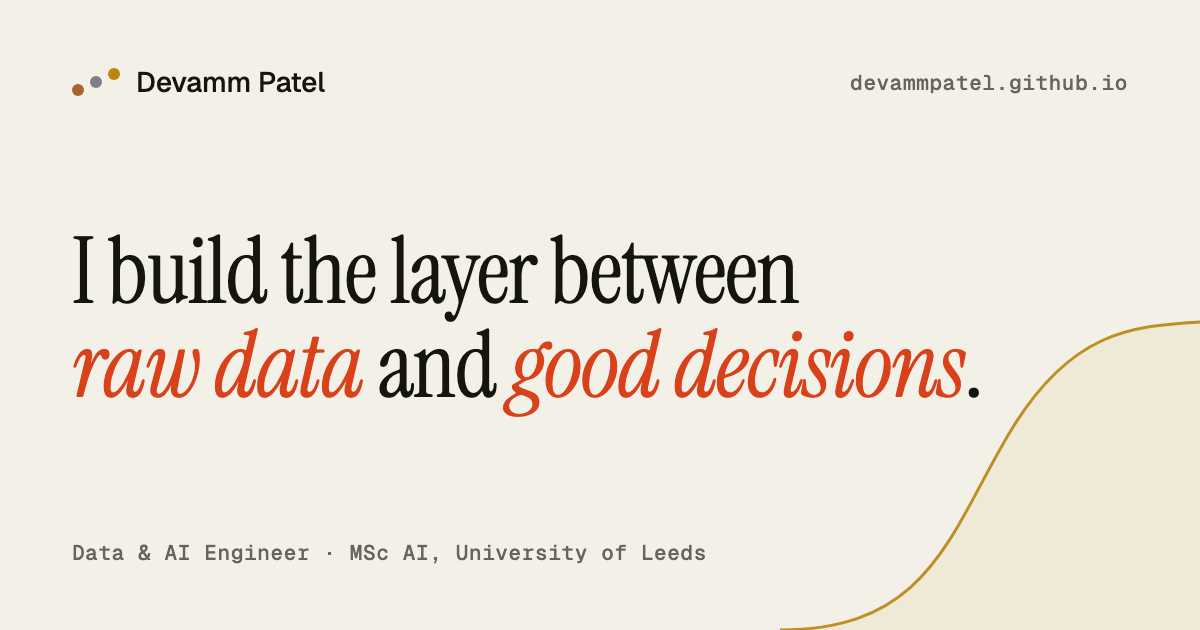 Devamm Patel
devammpatel.github.io
I build the layer between
raw data and good decisions.
Data & AI Engineer · MSc AI, University of Leeds